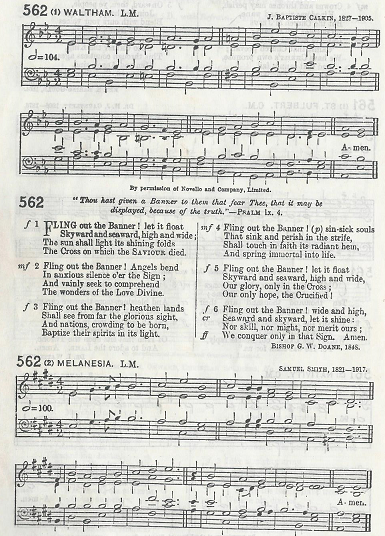 562 (1) WALTHAM. L.M.
J. BAPTISTE CALKIN, 1827–1905.
=104.
A-men.
By permission of Novello and Company, Limited.
562 "Thou hast given a Banner to them that fear Thee, that it may be
displayed, because of the truth."—PSALM lx. 4.
f 1 FLING out the Banner! let it float
Skyward and seaward, high and wide;
The sun shall light its shining folds
The Cross on which the SAVIOUR died.
mf 2 Fling out the Banner! Angels bend
In anxious silence o'er the Sign;
And vainly seek to comprehend
The wonders of the Love Divine.
f 3 Fling out the Banner! heathen lands
Shall see from far the glorious sight,
And nations, crowding to be born,
Baptize their spirits in its light.
mf 4 Fling out the Banner! (p) sin-sick souls
That sink and perish in the strife,
Shall touch in faith its radiant hem,
And spring immortal into life.
f 5 Fling out the Banner! let it float
Skyward and seaward, high and wide,
Our glory, only in the Cross;
Our only hope, the Crucified!
f 6 Fling out the Banner! wide and high,
cr Seaward and skyward, let it shine:
Nor skill, nor might, nor merit ours;
ff We conquer only in that Sign. Amen.
BISHOP G. W. DOANE, 1848.
562 (2) MELANESIA. L.M.
SAMUEL SMITH, 1821–1917.
=100.
A-men.